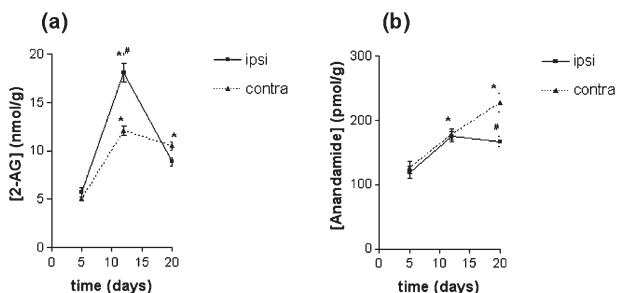 (a)
[2-AG] (nmol/g)
20
15
10
5
0
*,#
*
*
0 5 10 15 20
time (days)
ipsi
contra
(b)
[Anandamide] (pmol/g)
300
200
100
0
*
*
#
0 5 10 15 20
time (days)
ipsi
contra